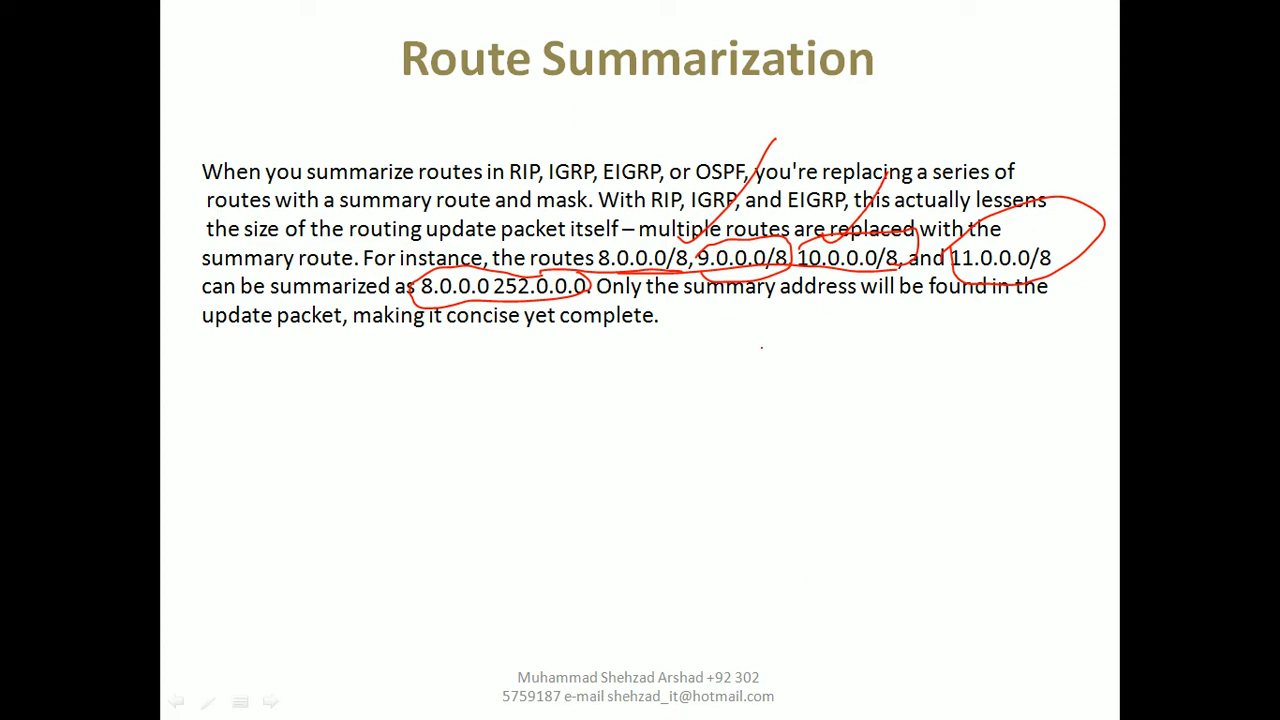 Route Summarization
When you summarize routes in RIP, IGRP, EIGRP, or OSPF, you're replacing a series of
routes with a summary route and mask. With RIP, IGRP, and EIGRP, this actually lessens
the size of the routing update packet itself – multiple routes are replaced with the
summary route. For instance, the routes 8.0.0.0/8, 9.0.0.0/8, 10.0.0.0/8, and 11.0.0.0/8
can be summarized as 8.0.0.0 252.0.0.0. Only the summary address will be found in the
update packet, making it concise yet complete.
Muhammad Shehzad Arshad +92 302
5759187 e-mail shehzad_it@hotmail.com